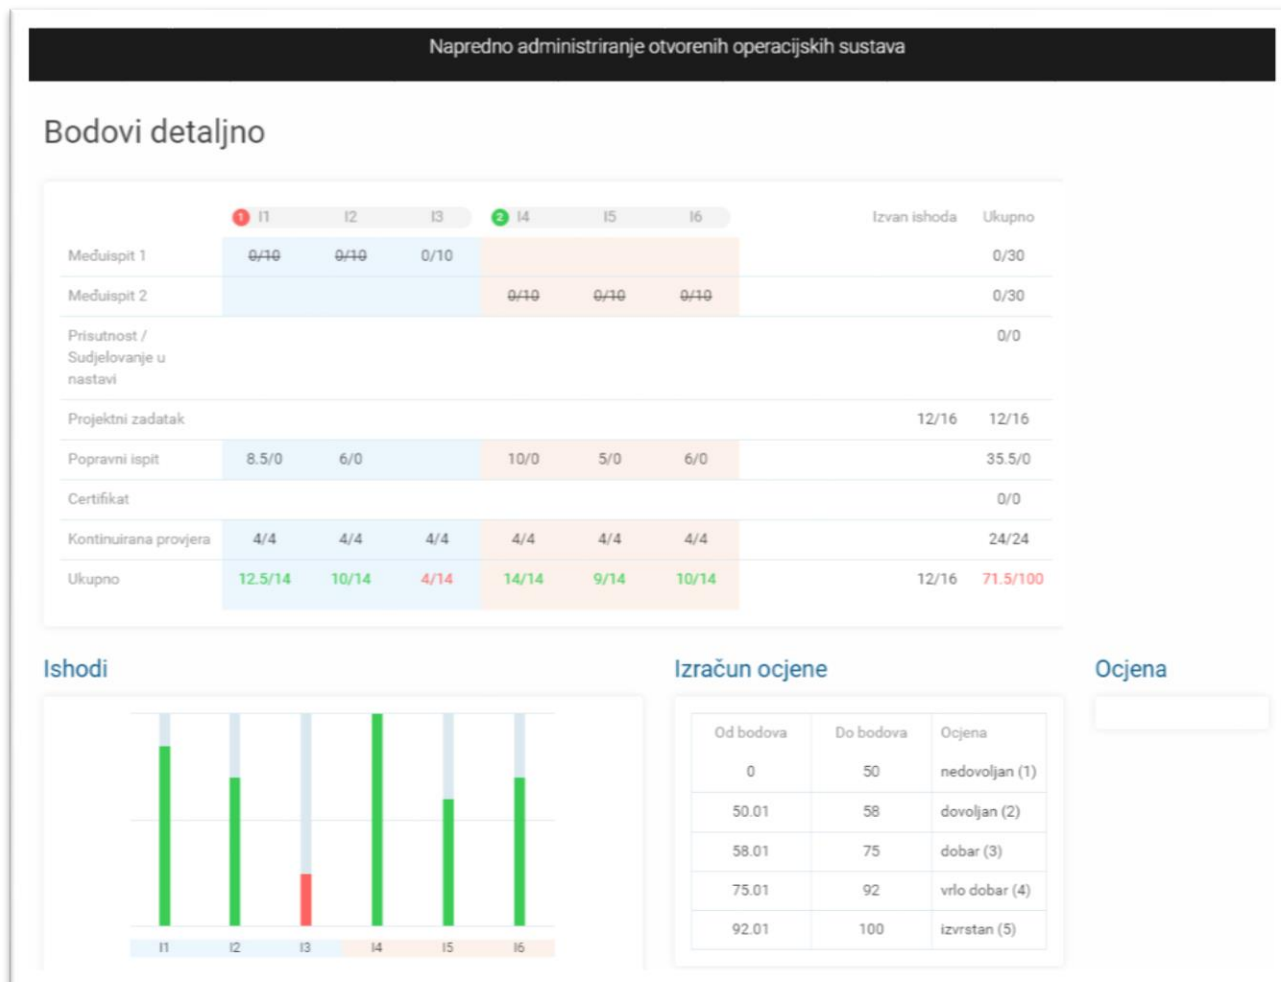 Napredno administriranje otvorenih operacijskih sustava
Bodovi detaljno
1 I1 I2 I3 2 I4 I5 I6 Izvan ishoda Ukupno
Međuispit 1 0/10 0/10 0/10 0/30
Međuispit 2 0/10 0/10 0/10 0/30
Prisutnost / 0/0
Sudjelovanje u
nastavi
Projektni zadatak 12/16 12/16
Popravni ispit 8.5/0 6/0 10/0 5/0 6/0 35.5/0
Certifikat 0/0
Kontinuirana provjera 4/4 4/4 4/4 4/4 4/4 4/4 24/24
Ukupno 12.5/14 10/14 4/14 14/14 9/14 10/14 12/16 71.5/100
Ishodi
I1 I2 I3 I4 I5 I6
Izračun ocjene
Od bodova Do bodova Ocjena
0 50 nedovoljan (1)
50.01 58 dovoljan (2)
58.01 75 dobar (3)
75.01 92 vrlo dobar (4)
92.01 100 izvrstan (5)
Ocjena